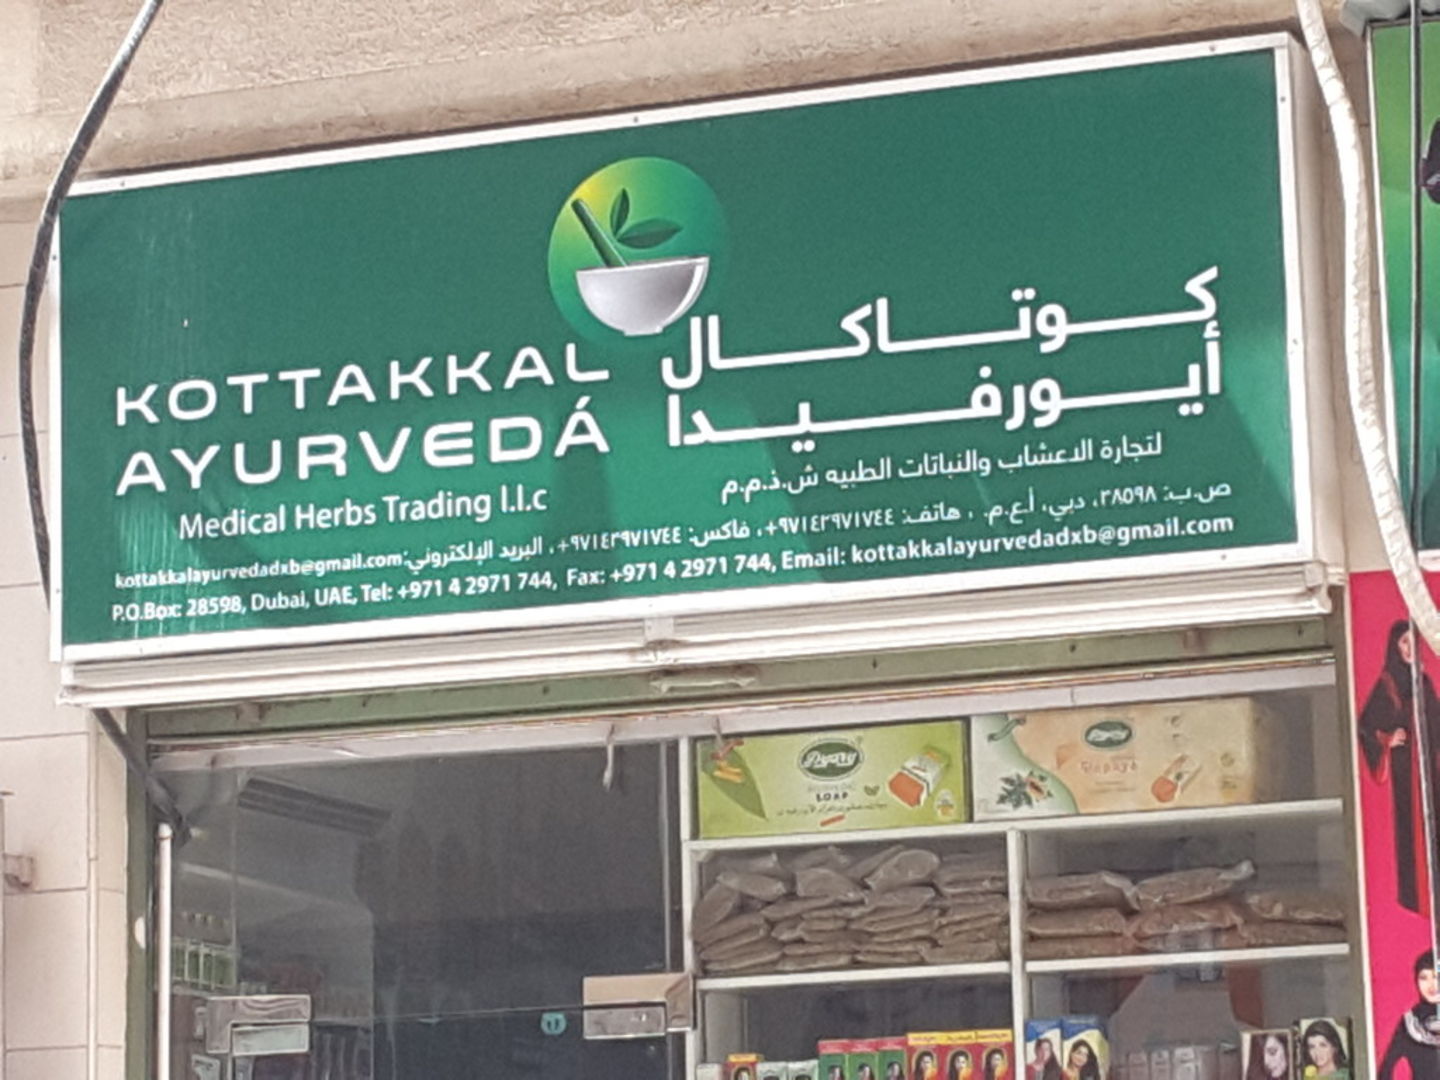 كوتاكال
أيورفيدا
KOTTAKKAL
AYURVEDÁ
لتجارة الاعشاب والنباتات الطبيه ش.ذ.م.م
Medical Herbs Trading l.l.c
ص.ب: ٢٨٥٩٨، دبي، أ.ع.م. ، هاتف: ٩٧١٤٢٩٧١٧٤٤+، فاكس: ٩٧١٤٢٩٧١٧٤٤+، البريد الإلكتروني:kottakkalayurvedadxb@gmail.com
P.O.Box: 28598, Dubai, UAE, Tel: +971 4 2971 744, Fax: +971 4 2971 744, Email: kottakkalayurvedadxb@gmail.com
SOAP
Papaya